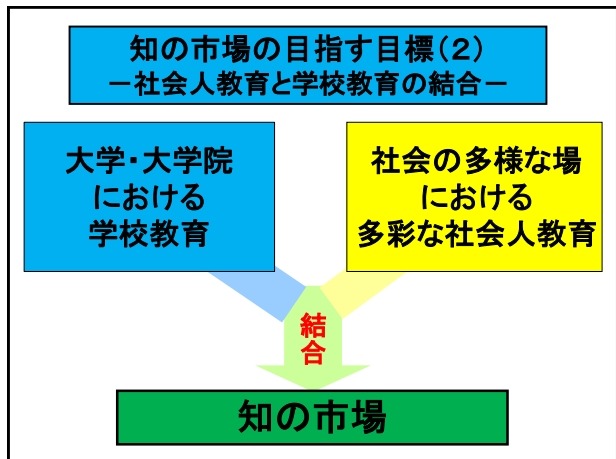 知の市場の目指す目標(2)
－社会人教育と学校教育の結合－
大学・大学院
における
学校教育
社会の多様な場
における
多彩な社会人教育
結
合
知の市場